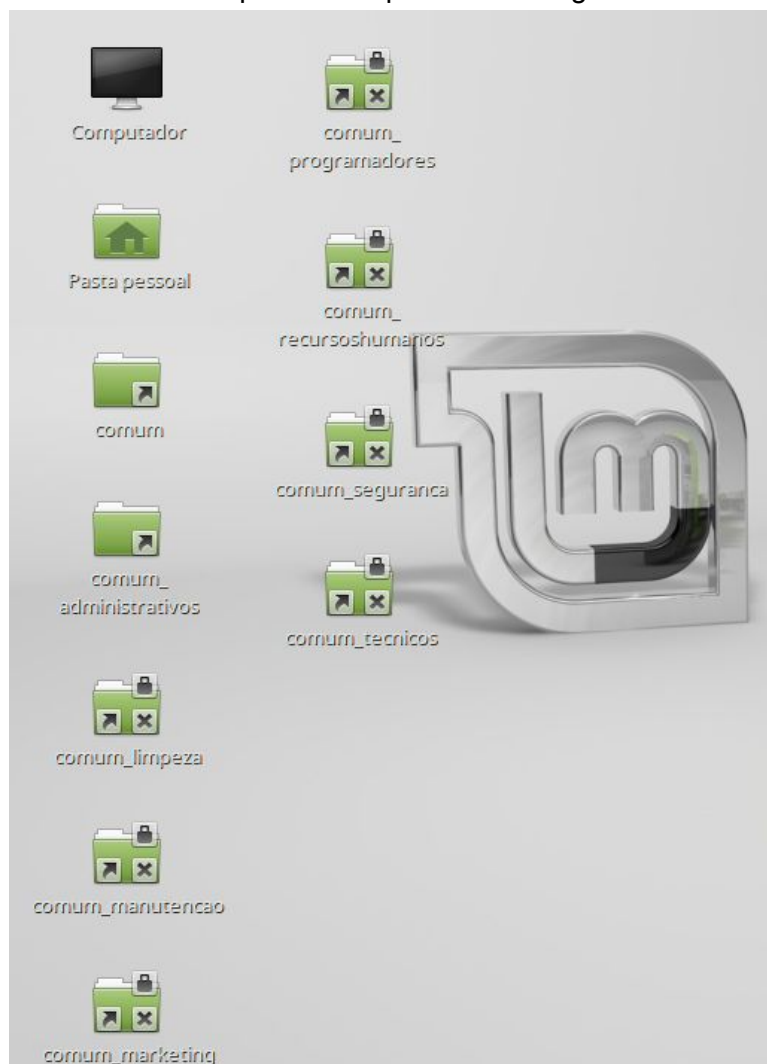 Computador
Pasta pessoal
comum
comum_
administrativos
comum_limpeza
comum_manutencao
comum_marketing
comum_
programadores
comum_
recursoshumanos
comum_seguranca
comum_tecnicos